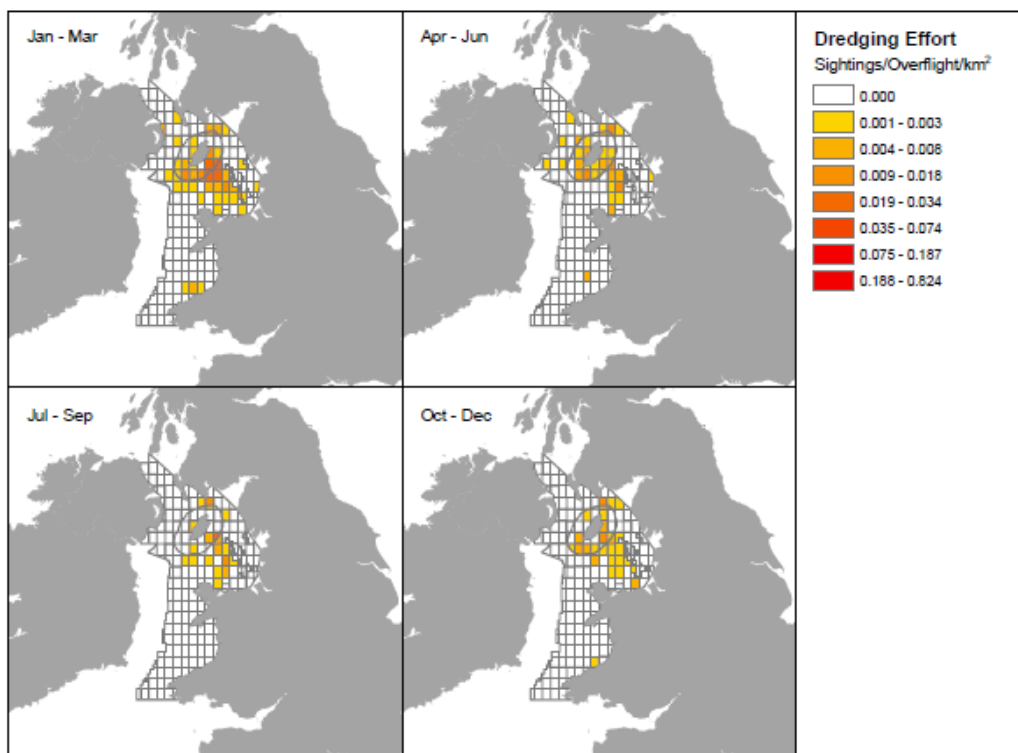 Jan - Mar
Apr - Jun
Jul - Sep
Oct - Dec
Dredging Effort
Sightings/Overflight/km²
0.000
0.001 - 0.003
0.004 - 0.008
0.009 - 0.018
0.019 - 0.034
0.035 - 0.074
0.075 - 0.187
0.188 - 0.624